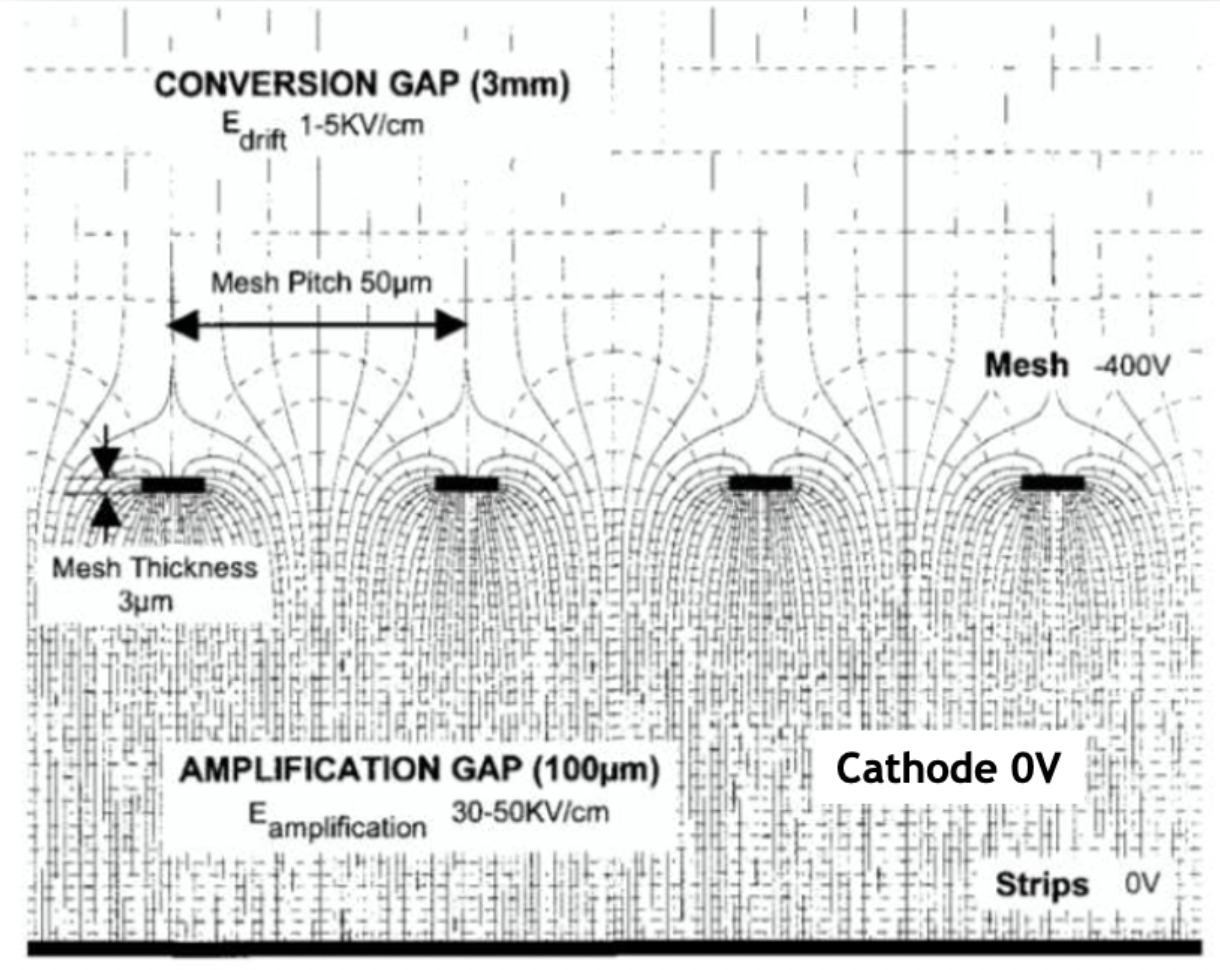 CONVERSION GAP (3mm)
Edrift 1-5KV/cm
Mesh Pitch 50µm
Mesh -400V
Mesh Thickness
3µm
AMPLIFICATION GAP (100µm)
Eamplification 30-50KV/cm
Cathode 0V
Strips 0V